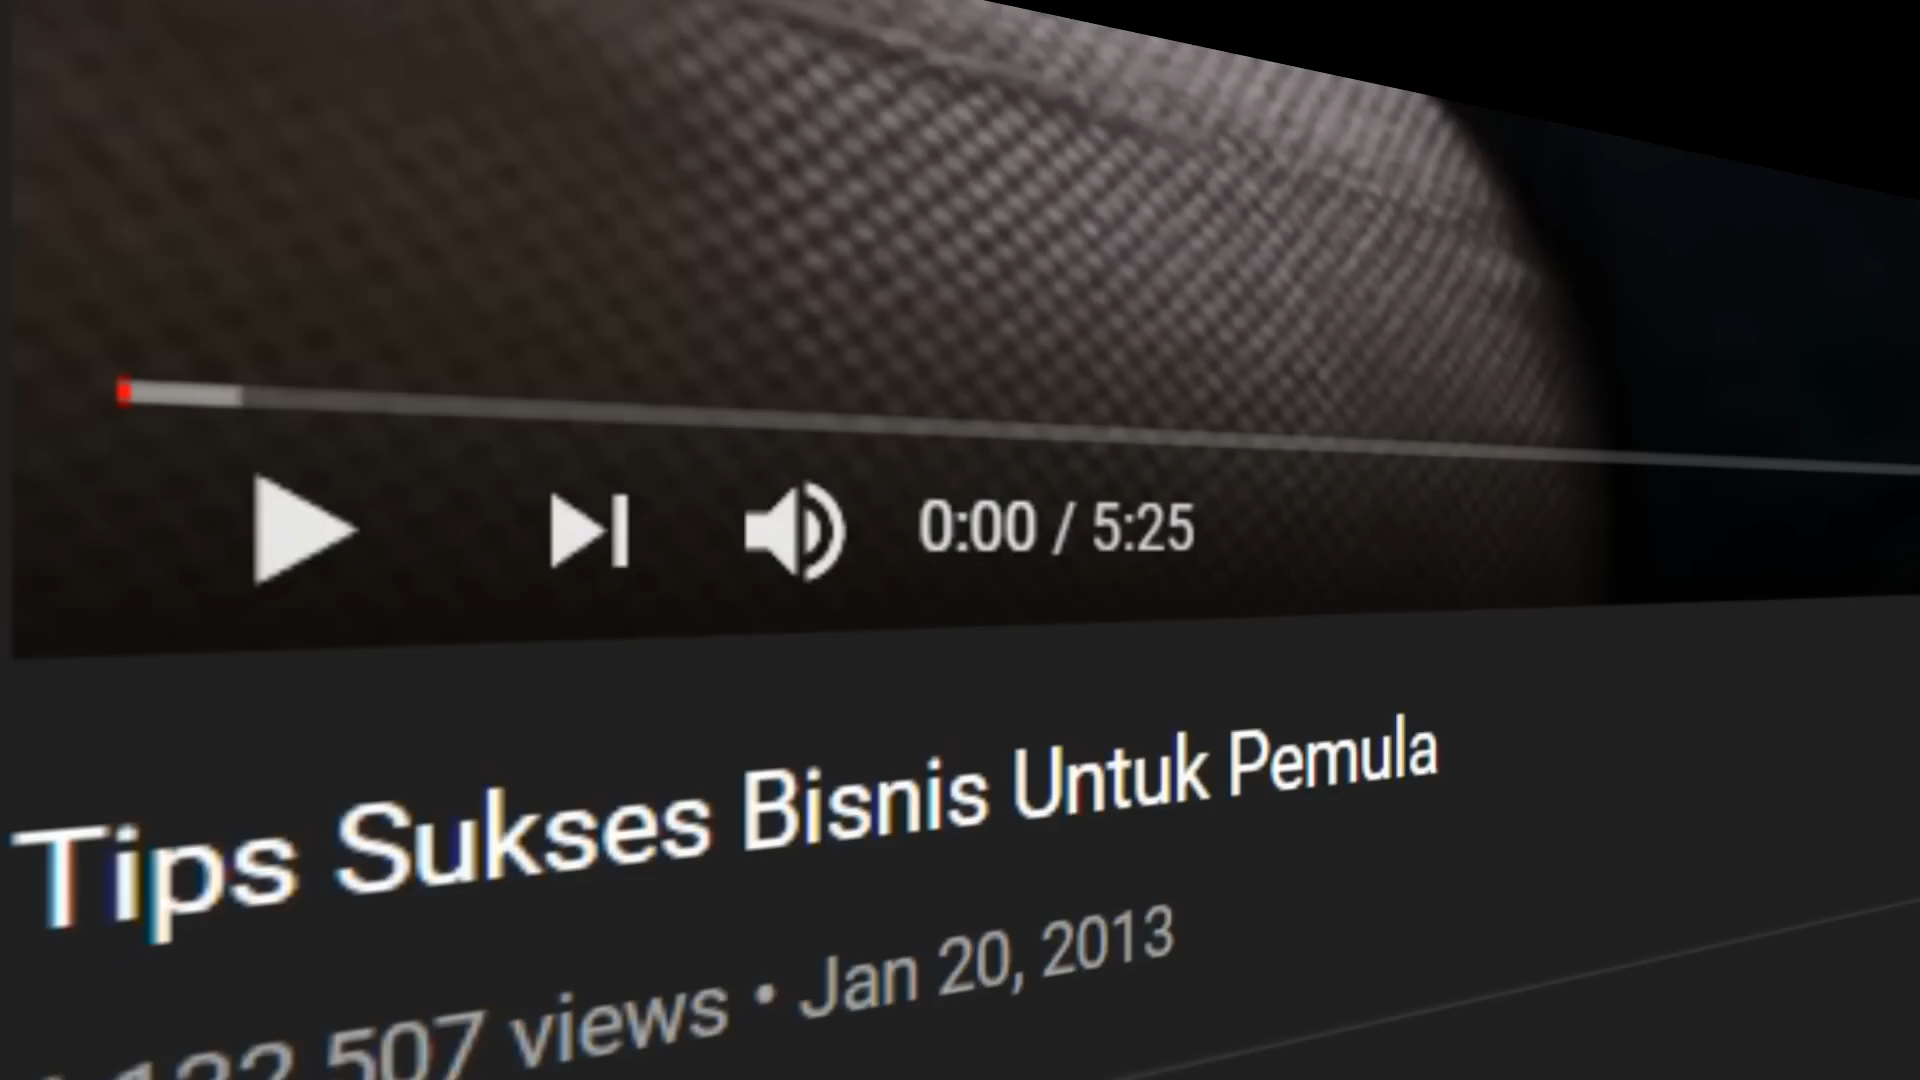 0:00 / 5:25
Tips Sukses Bisnis Untuk Pemula
507 views • Jan 20, 2013